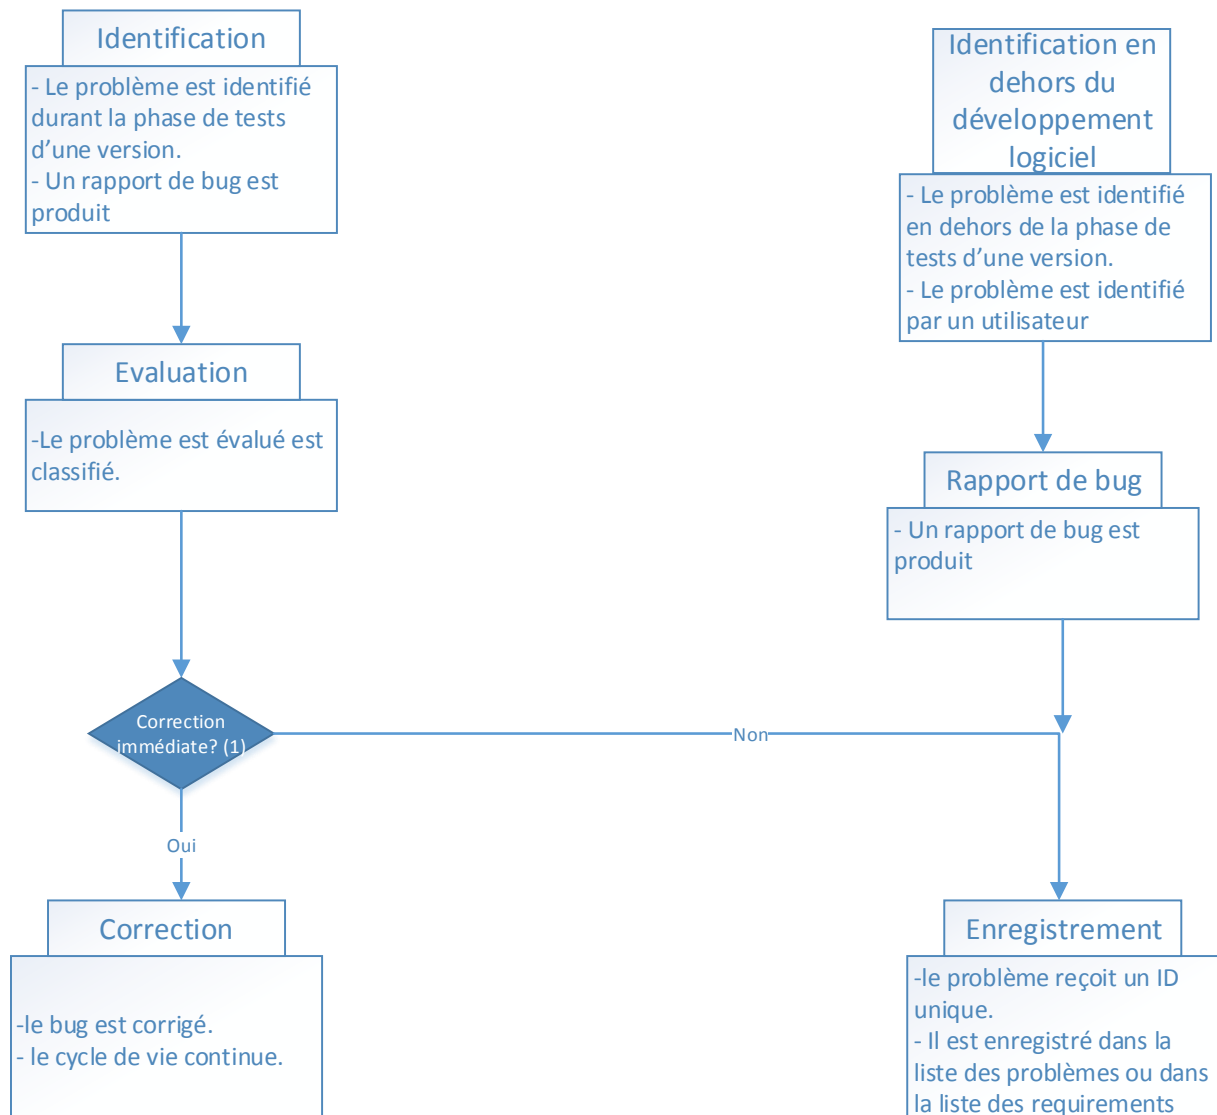 Identification
- Le problème est identifié
durant la phase de tests
d’une version.
- Un rapport de bug est
produit
Identification en
dehors du
développement
logiciel
- Le problème est identifié
en dehors de la phase de
tests d’une version.
- Le problème est identifié
par un utilisateur
Evaluation
-Le problème est évalué est
classifié.
Rapport de bug
- Un rapport de bug est
produit
Correction
immédiate? (1)
Non
Oui
Correction
-le bug est corrigé.
- le cycle de vie continue.
Enregistrement
-le problème reçoit un ID
unique.
- Il est enregistré dans la
liste des problèmes ou dans
la liste des requirements